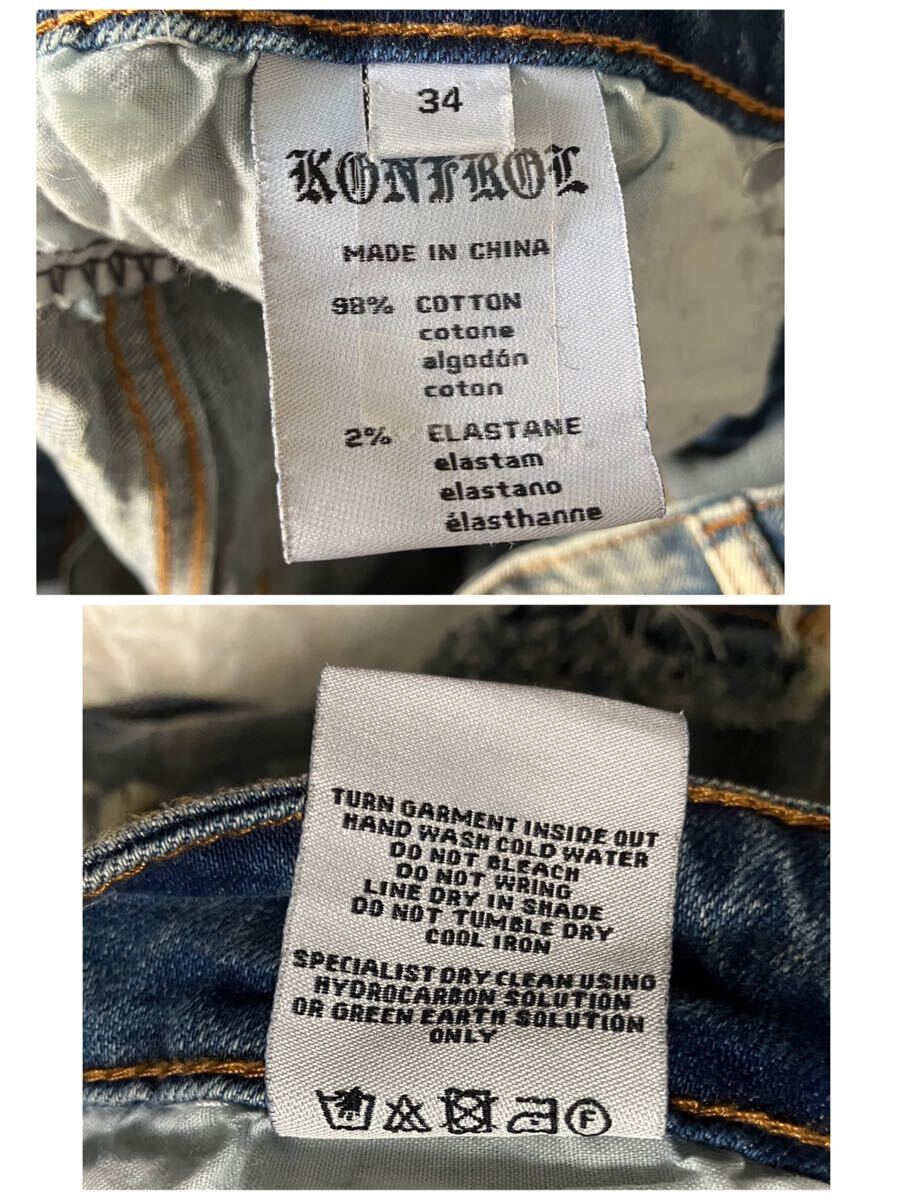 34
KONTROL
MADE IN CHINA
98% COTTON
cotone
algodón
coton
2% ELASTANE
elastam
elastano
élasthanne
TURN GARMENT INSIDE OUT
HAND WASH COLD WATER
DO NOT BLEACH
DO NOT WRING
LINE DRY IN SHADE
DO NOT TUMBLE DRY
COOL IRON
SPECIALIST DRY CLEAN USING
HYDROCARBON SOLUTION
OR GREEN EARTH SOLUTION
ONLY
F